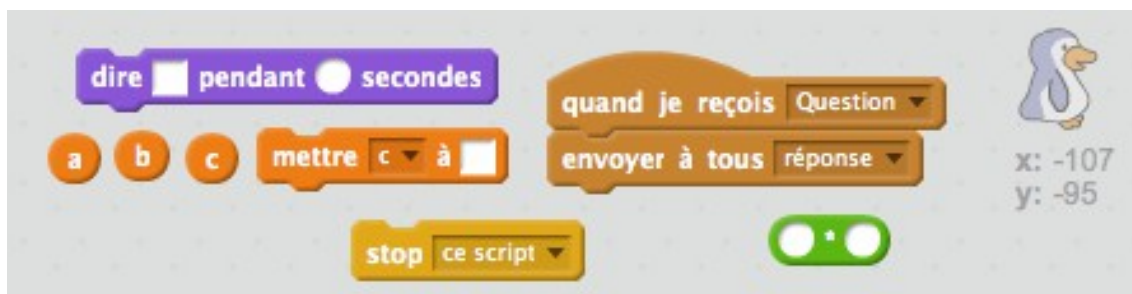 dire pendant secondes
quand je reçois Question
a b c mettre c à
envoyer à tous réponse
x: -107
y: -95
stop ce script
*